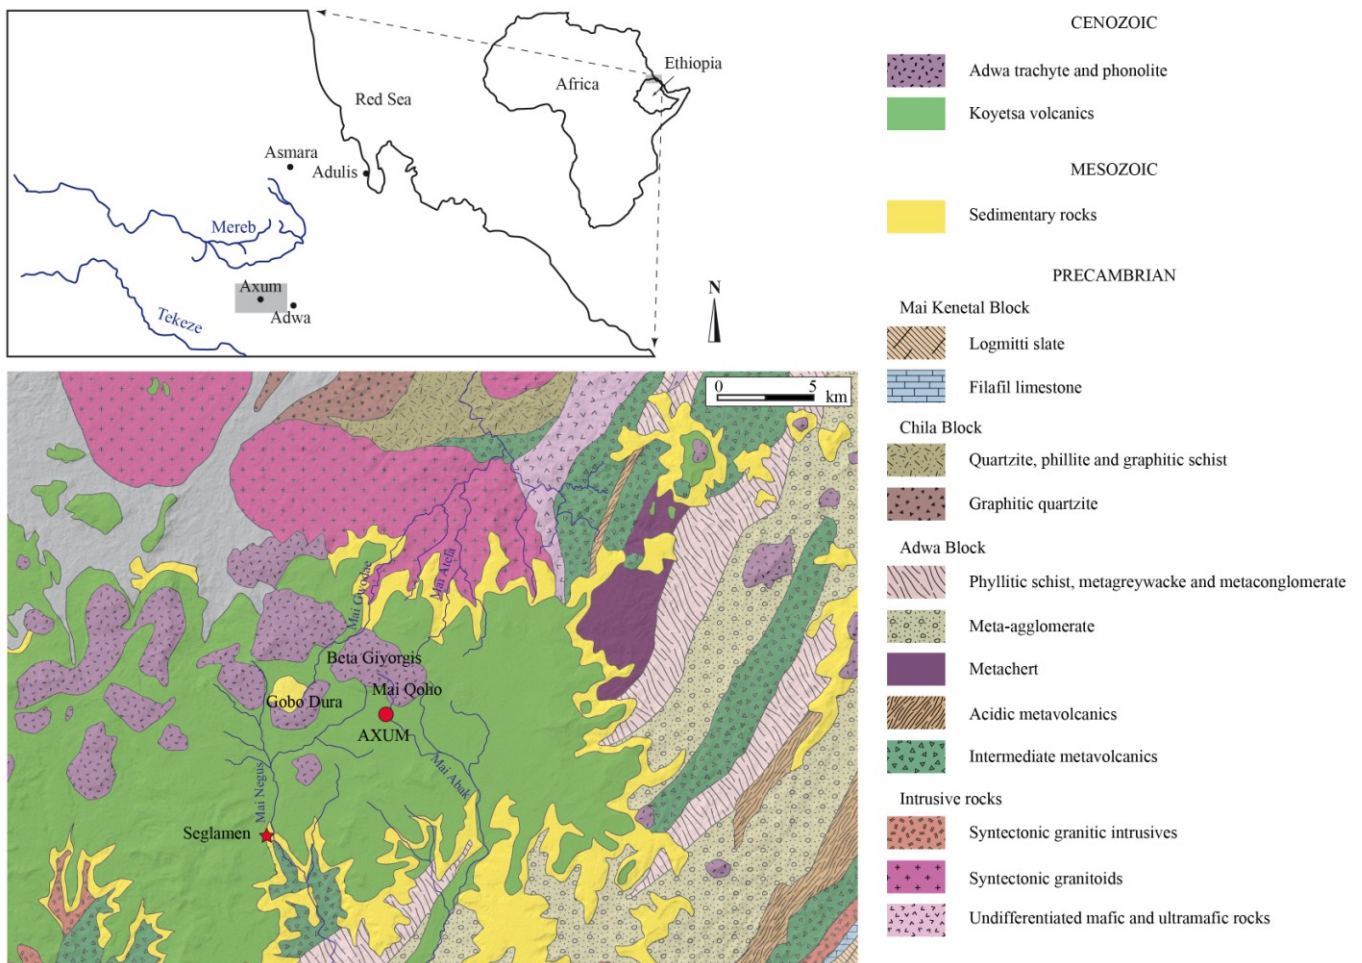 Red Sea
Africa
Ethiopia
Asmara
Adulis
Mereb
Axum
Adwa
Tekeze
N
0 5
km
Mai Gwodae
Mai Atefa
Beta Giyorgis
Mai Qoho
Gobo Dura
AXUM
Mai Negus
Mai Abak
Seglamen
CENOZOIC
Adwa trachyte and phonolite
Koyetsa volcanics
MESOZOIC
Sedimentary rocks
PRECAMBRIAN
Mai Kenetal Block
Logmitti slate
Filafil limestone
Chila Block
Quartzite, phillite and graphitic schist
Graphitic quartzite
Adwa Block
Phyllitic schist, metagreywacke and metaconglomerate
Meta-agglomerate
Metachert
Acidic metavolcanics
Intermediate metavolcanics
Intrusive rocks
Syntectonic granitic intrusives
Syntectonic granitoids
Undifferentiated mafic and ultramafic rocks